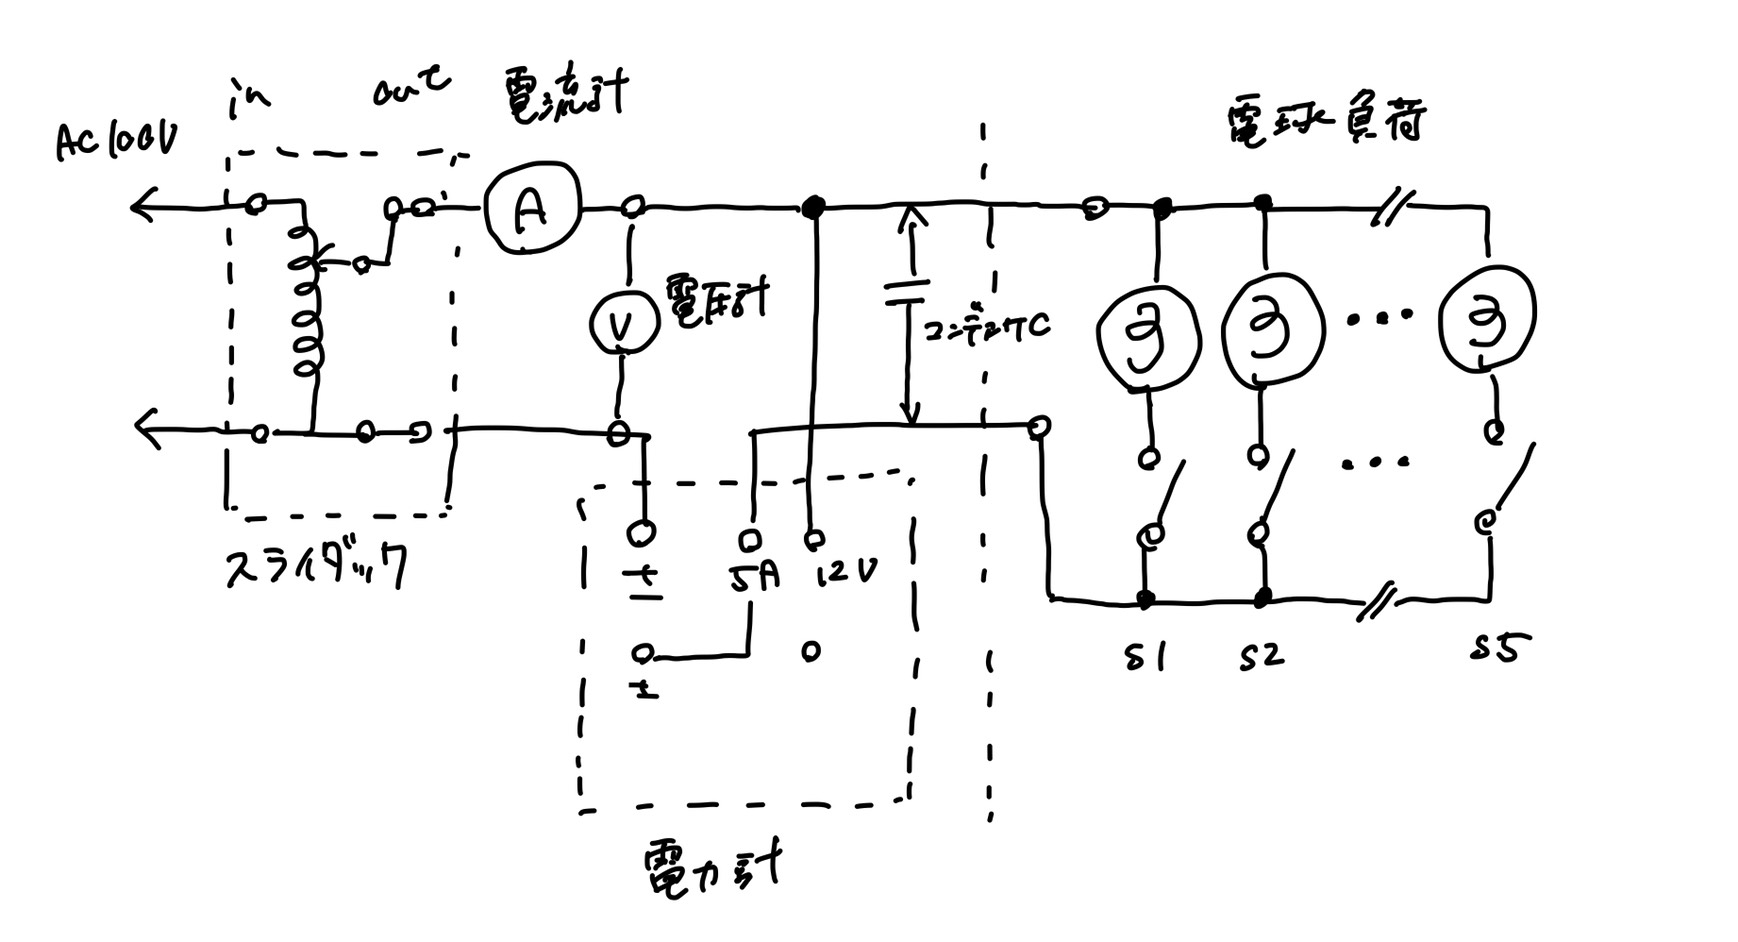 in out 電流計
AC100V
電球負荷
A
V 電圧計
コンデンサC
スライダック
±
5A 12V
±
S1 S2 S5
電力計